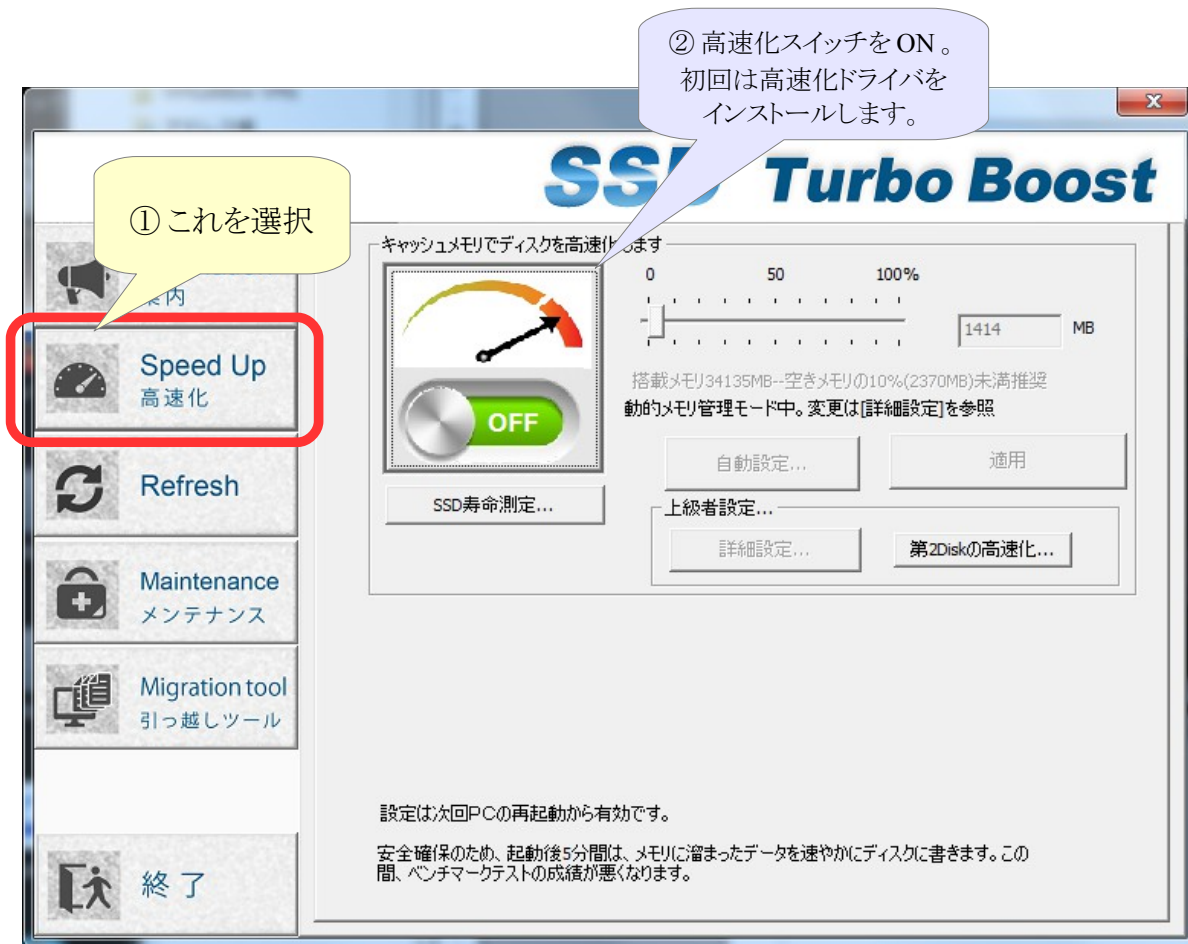 ② 高速化スイッチを ON 。
初回は高速化ドライバを
インストールします。
SSD Turbo Boost
① これを選択
案内
Speed Up
高速化
Refresh
Maintenance
メンテナンス
Migration tool
引っ越しツール
終了
キャッシュメモリでディスクを高速化します
OFF
SSD寿命測定...
0 50 100%
1414 MB
搭載メモリ34135MB--空きメモリの10%(2370MB)未満推奨
動的メモリ管理モード中。変更は[詳細設定]を参照
自動設定... 適用
上級者設定...
詳細設定... 第2Diskの高速化...
設定は次回PCの再起動から有効です。
安全確保のため、起動後5分間は、メモリに溜まったデータを速やかにディスクに書きます。この
間、ベンチマークテストの成績が悪くなります。